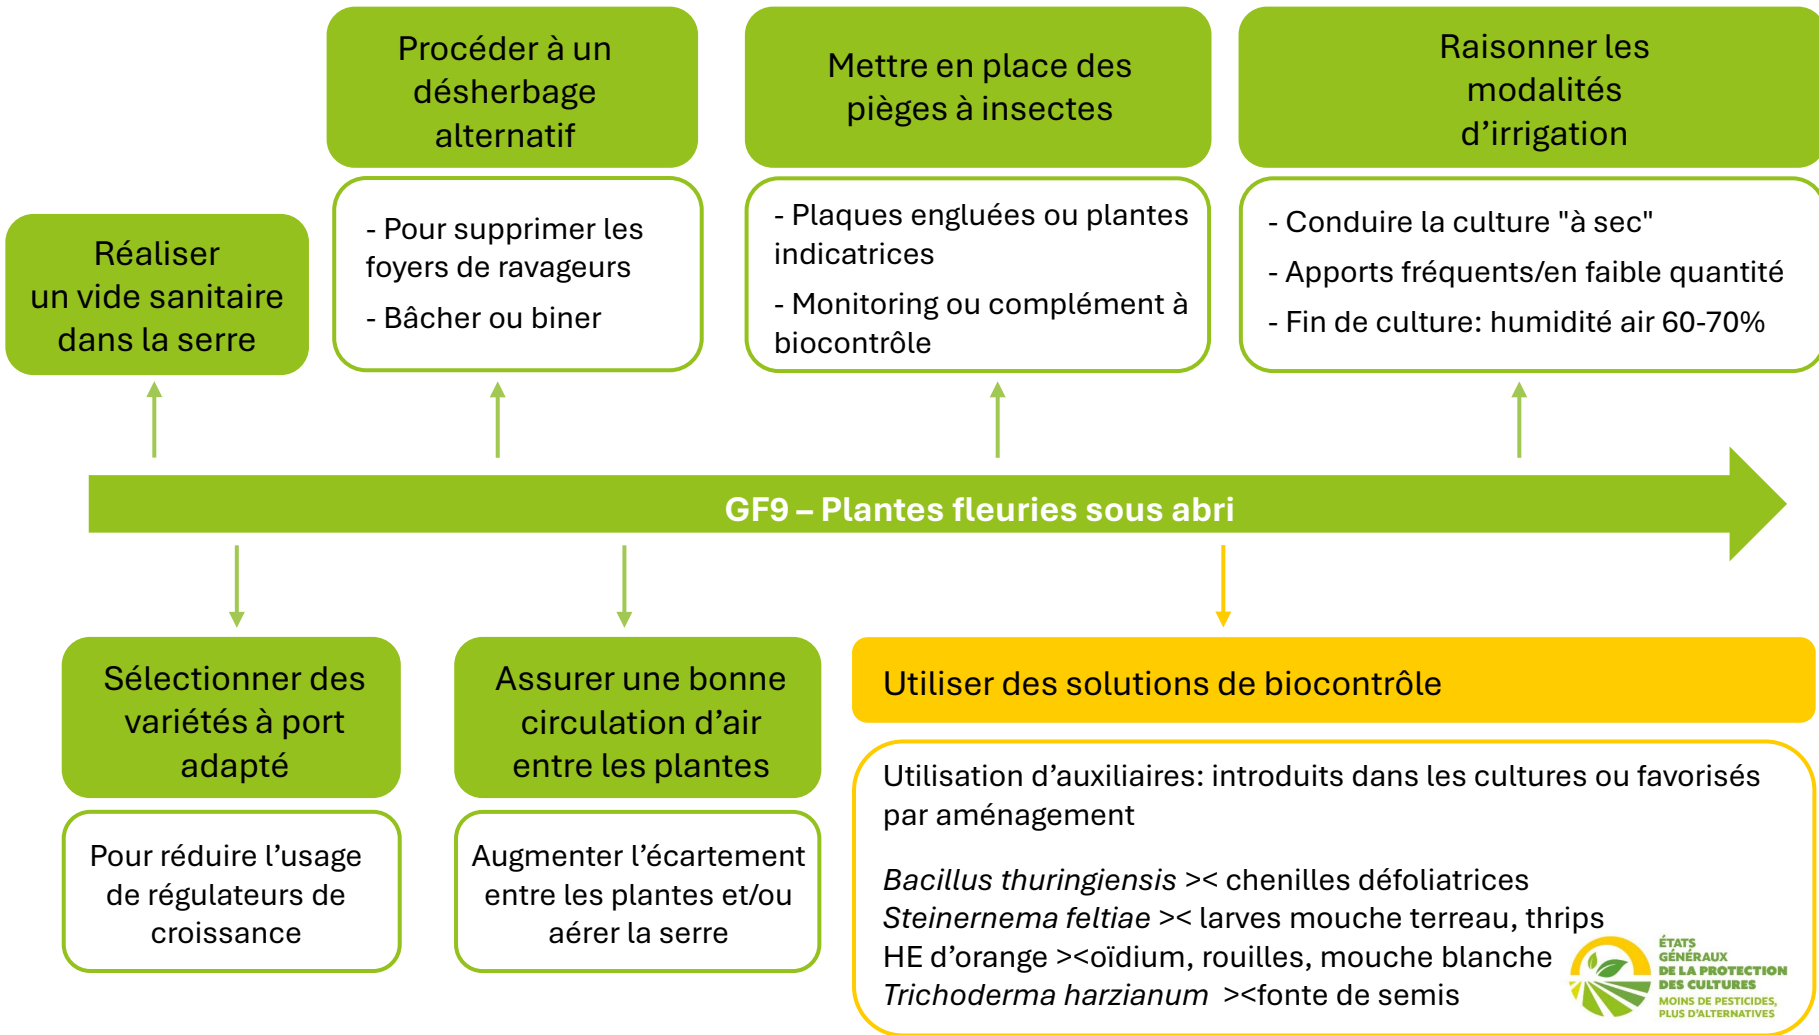 Procéder à un
désherbage
alternatif
Mettre en place des
pièges à insectes
Raisonner les
modalités
d'irrigation
Réaliser
un vide sanitaire
dans la serre
- Pour supprimer les
foyers de ravageurs
- Bâcher ou biner
- Plaques engluées ou plantes
indicatrices
- Monitoring ou complément à
biocontrôle
- Conduire la culture "à sec"
- Apports fréquents/en faible quantité
- Fin de culture: humidité air 60-70%
GF9 – Plantes fleuries sous abri
Sélectionner des
variétés à port
adapté
Pour réduire l'usage
de régulateurs de
croissance
Assurer une bonne
circulation d'air
entre les plantes
Augmenter l'écartement
entre les plantes et/ou
aérer la serre
Utiliser des solutions de biocontrôle
Utilisation d'auxiliaires: introduits dans les cultures ou favorisés
par aménagement
Bacillus thuringiensis >< chenilles défoliatrices
Steinernema feltiae >< larves mouche terreau, thrips
HE d'orange ><oïdium, rouilles, mouche blanche
Trichoderma harzianum ><fonte de semis
ÉTATS
GÉNÉRAUX
DE LA PROTECTION
DES CULTURES
MOINS DE PESTICIDES,
PLUS D'ALTERNATIVES